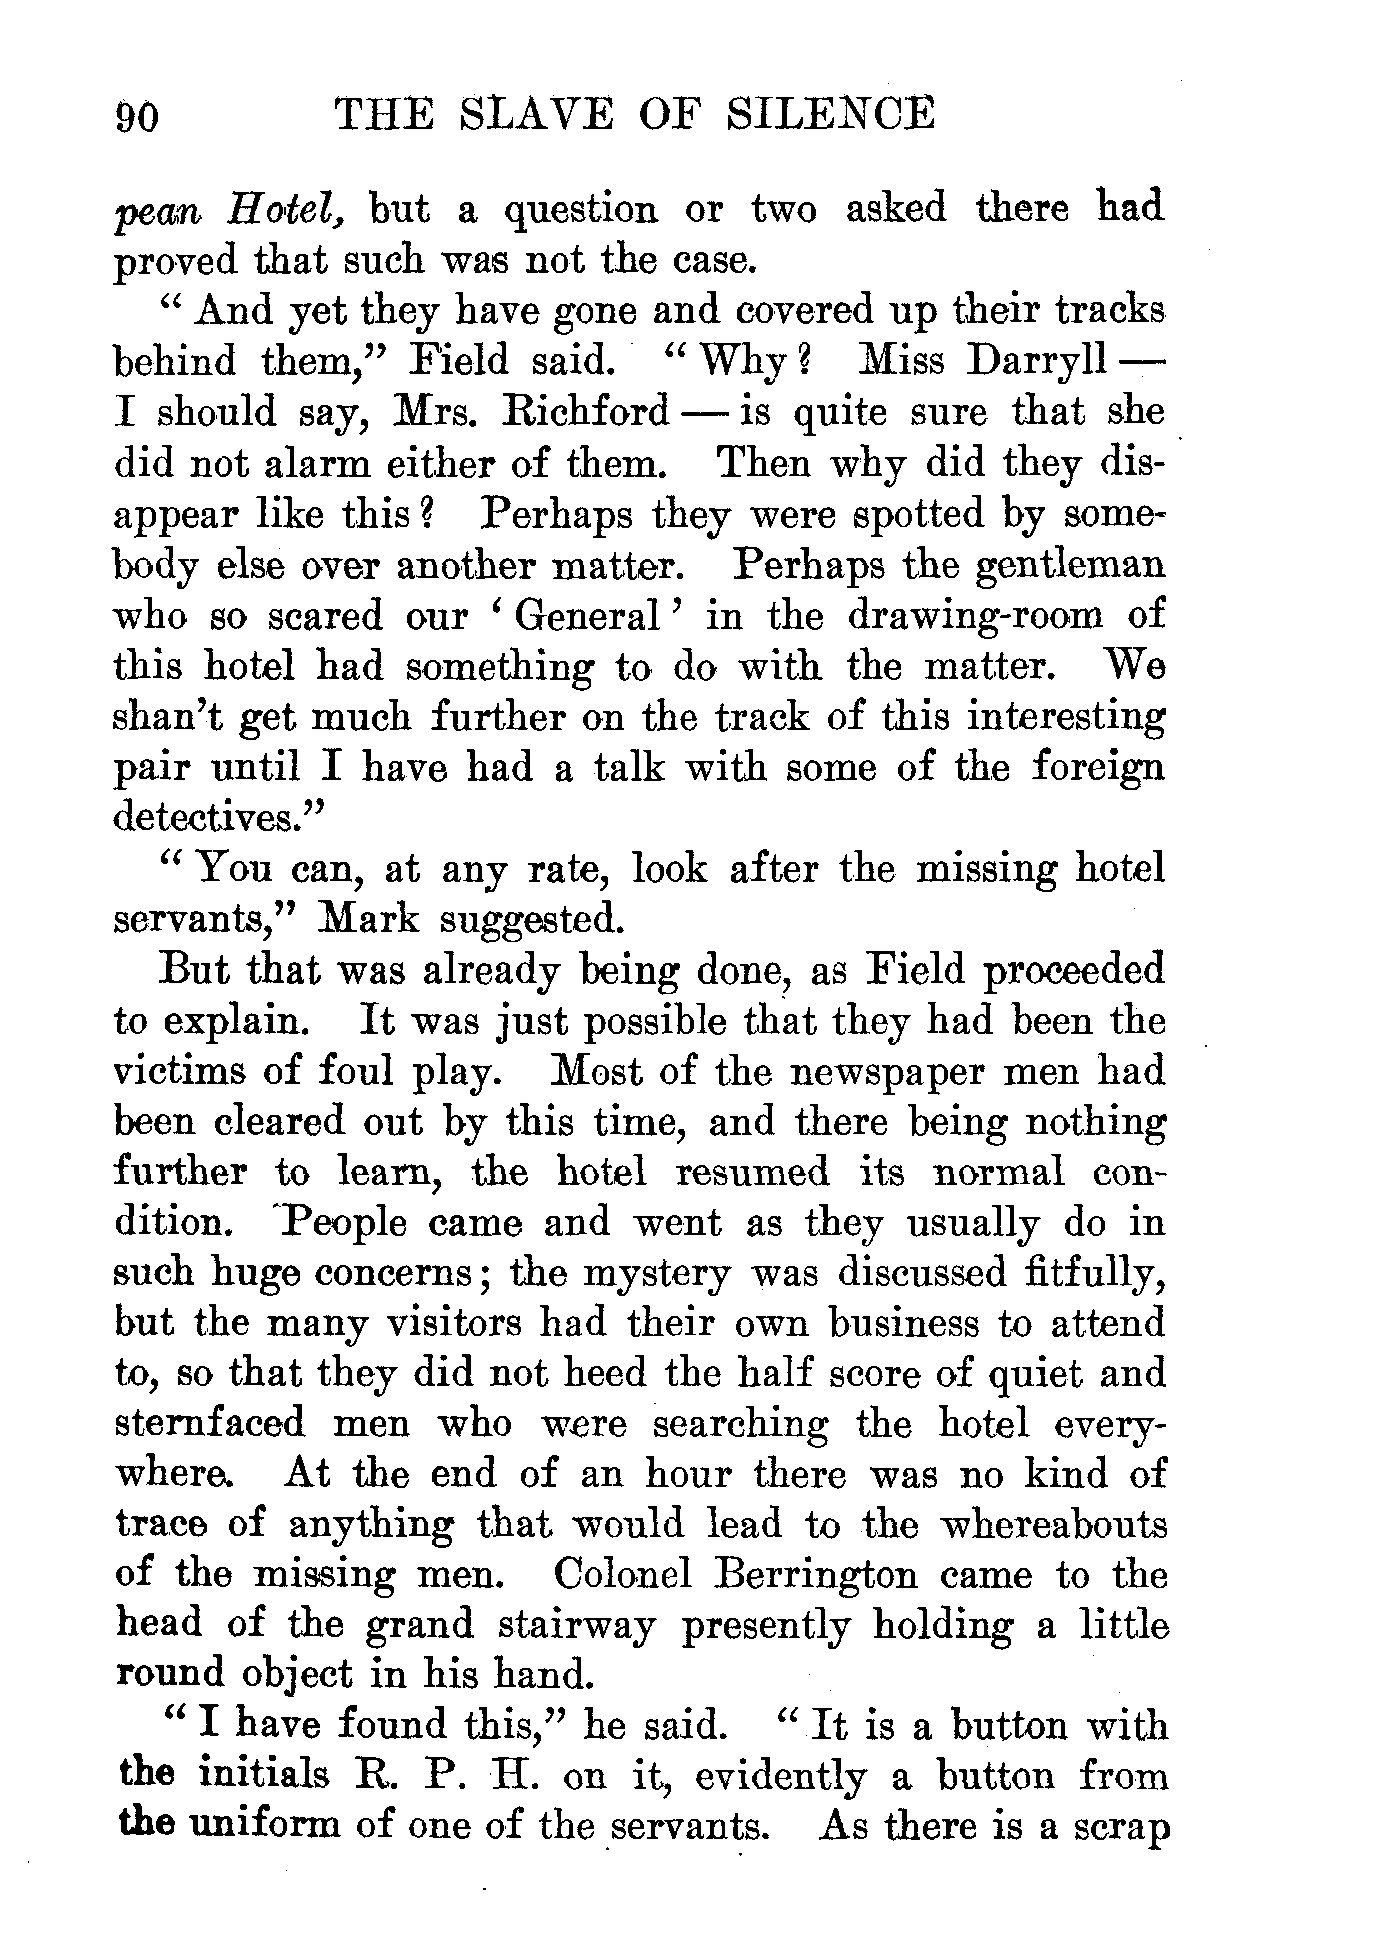 90 THE SLAVE OF SILENCE
pean Hotel, but a question or two asked there had
proved that such was not the case.
“ And yet they have gone and covered up their tracks
behind them,” Field said. “ Why ? Miss Darryll —
I should say, Mrs. Richford — is quite sure that she
did not alarm either of them. Then why did they dis-
appear like this ? Perhaps they were spotted by some-
body else over another matter. Perhaps the gentleman
who so scared our ‘ General ’ in the drawing-room of
this hotel had something to do with the matter. We
shan’t get much further on the track of this interesting
pair until I have had a talk with some of the foreign
detectives.”
“ You can, at any rate, look after the missing hotel
servants,” Mark suggested.
But that was already being done, as Field proceeded
to explain. It was just possible that they had been the
victims of foul play. Most of the newspaper men had
been cleared out by this time, and there being nothing
further to learn, the hotel resumed its normal con-
dition. People came and went as they usually do in
such huge concerns; the mystery was discussed fitfully,
but the many visitors had their own business to attend
to, so that they did not heed the half score of quiet and
sternfaced men who were searching the hotel every-
where. At the end of an hour there was no kind of
trace of anything that would lead to the whereabouts
of the missing men. Colonel Berrington came to the
head of the grand stairway presently holding a little
round object in his hand.
“ I have found this,” he said. “ It is a button with
the initials R. P. H. on it, evidently a button from
the uniform of one of the servants. As there is a scrap